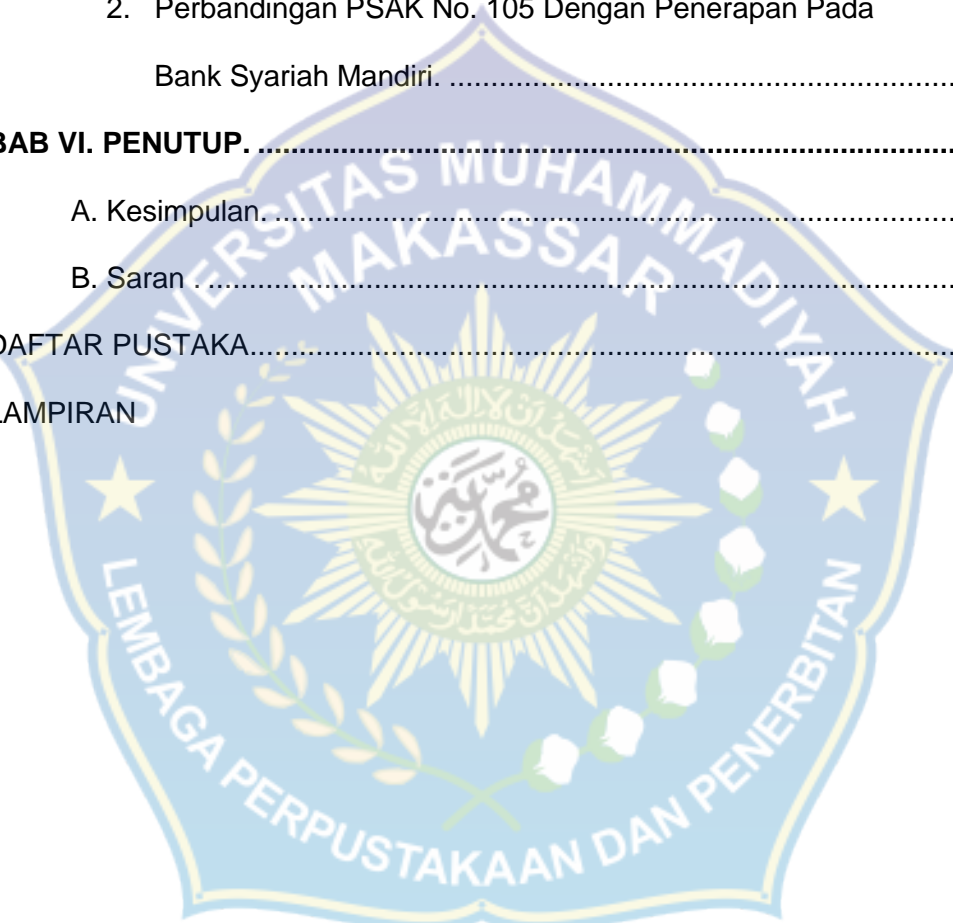 2. Perbandingan PSAK No. 105 Dengan Penerapan Pada
Bank Syariah Mandiri. ..........................................................
BAB VI. PENUTUP. ....................................................................................
A. Kesimpulan. ..................................................................................
B. Saran . ...........................................................................................
DAFTAR PUSTAKA.....................................................................................
LAMPIRAN
UNIVERSITAS MUHAMMADIYAH
MAKASSAR
محمدية
LEMBAGA PERPUSTAKAAN DAN PENERBITAN